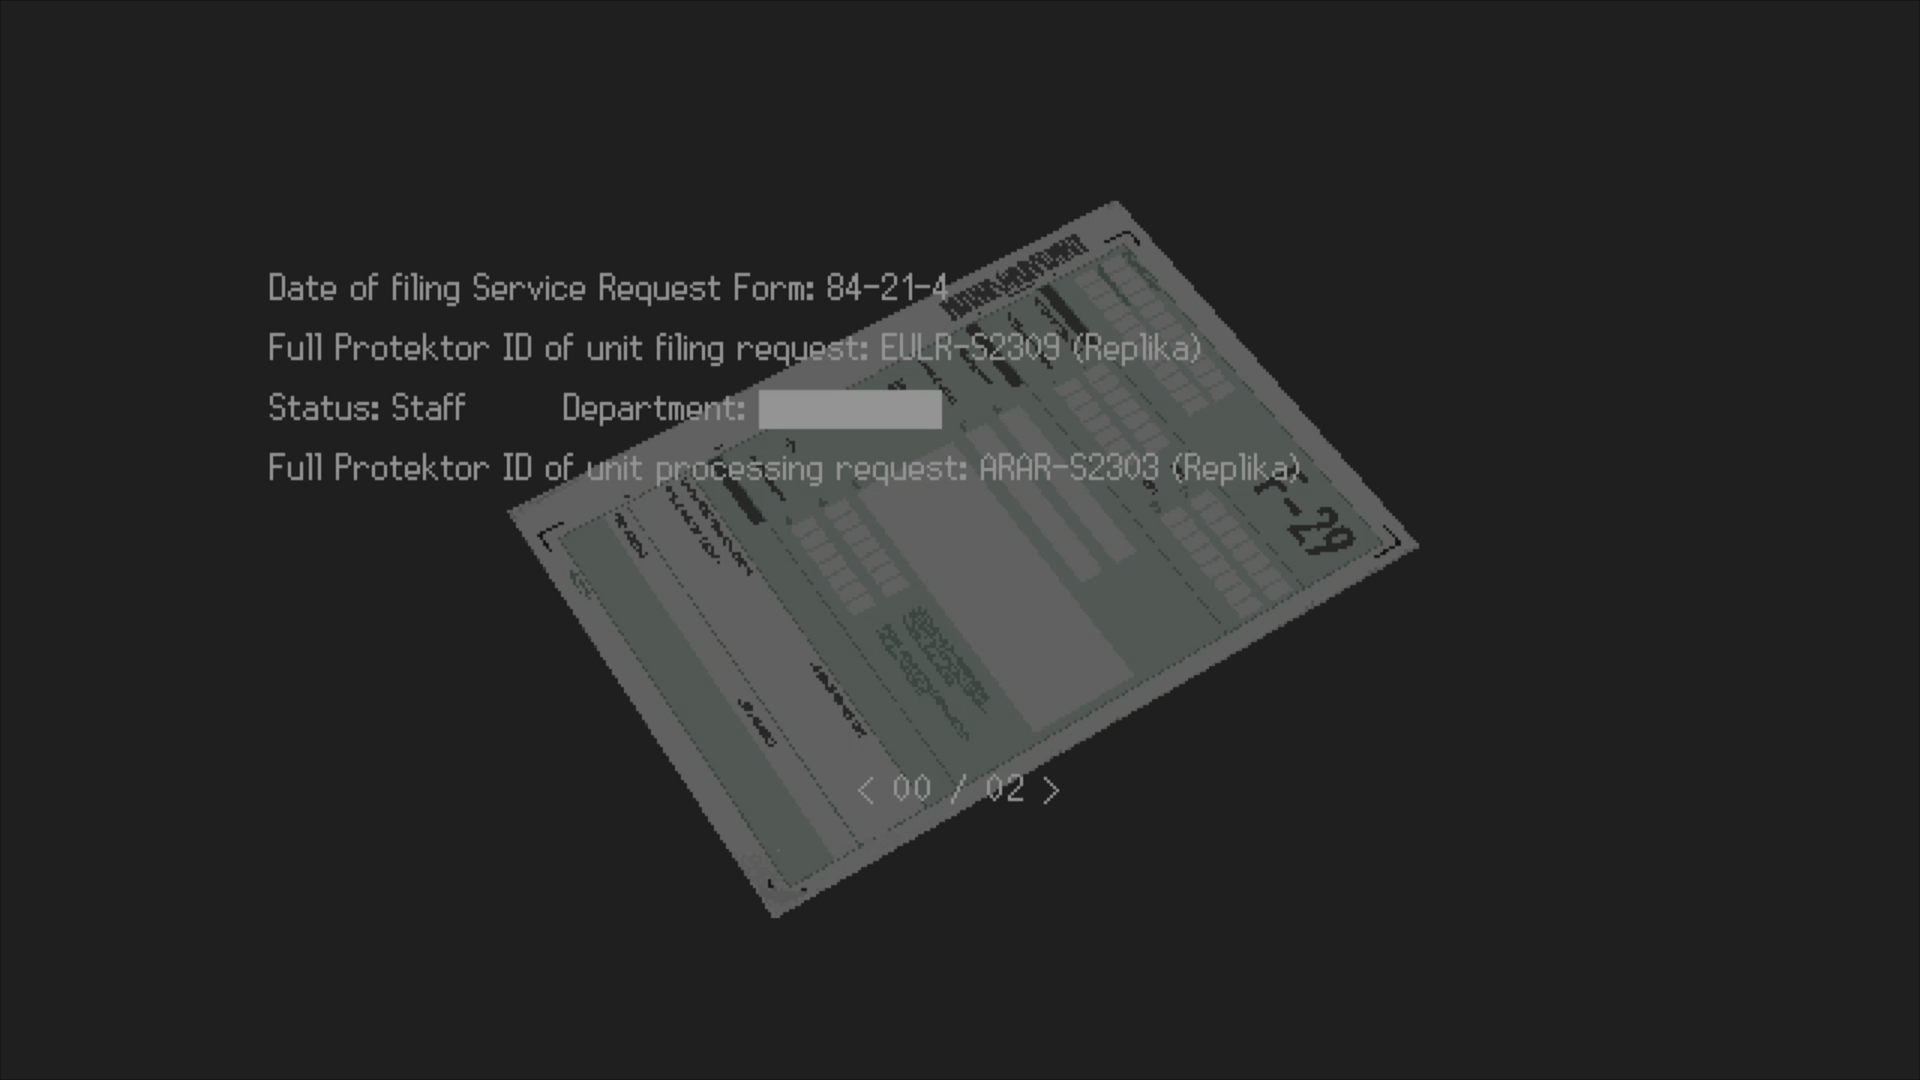 Date of filing Service Request Form: 84-21-4
Full Protektor ID of unit filing request: EULR-S2309 (Replika)
Status: Staff Department:
Full Protektor ID of unit processing request: ARAR-S2303 (Replika)
F-29
< 00 / 02 >